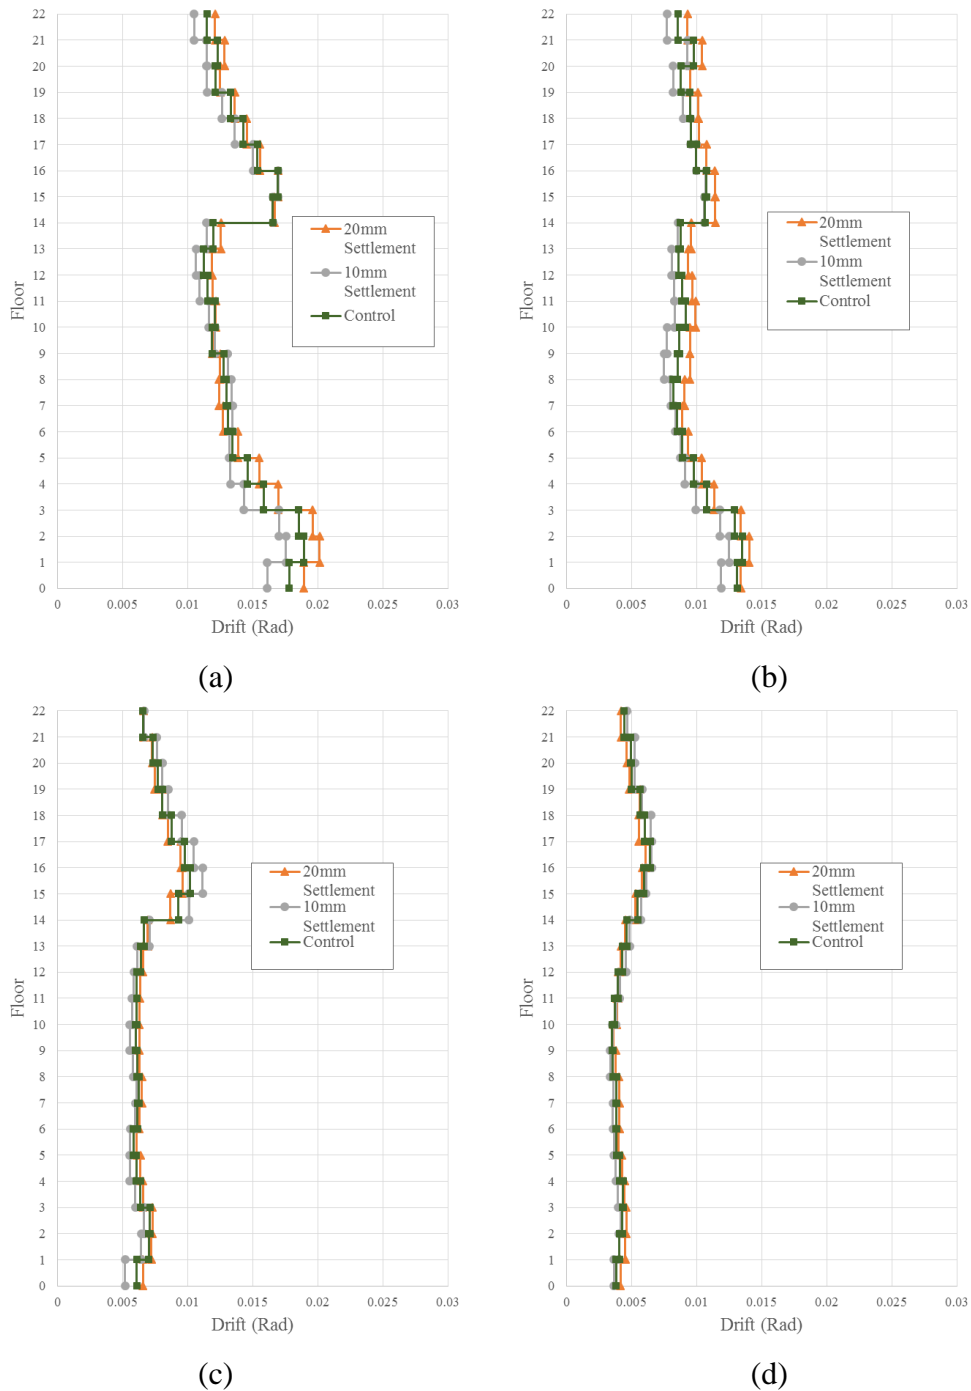 22
21
20
19
18
17
16
15
14
13
12
11
10
9
8
7
6
5
4
3
2
1
0
Floor
20mm
Settlement
10mm
Settlement
Control
0 0.005 0.01 0.015 0.02 0.025 0.03
Drift (Rad)
(a)
22
21
20
19
18
17
16
15
14
13
12
11
10
9
8
7
6
5
4
3
2
1
0
Floor
20mm
Settlement
10mm
Settlement
Control
0 0.005 0.01 0.015 0.02 0.025 0.03
Drift (Rad)
(b)
22
21
20
19
18
17
16
15
14
13
12
11
10
9
8
7
6
5
4
3
2
1
0
Floor
20mm
Settlement
10mm
Settlement
Control
0 0.005 0.01 0.015 0.02 0.025 0.03
Drift (Rad)
(c)
22
21
20
19
18
17
16
15
14
13
12
11
10
9
8
7
6
5
4
3
2
1
0
Floor
20mm
Settlement
10mm
Settlement
Control
0 0.005 0.01 0.015 0.02 0.025 0.03
Drift (Rad)
(d)